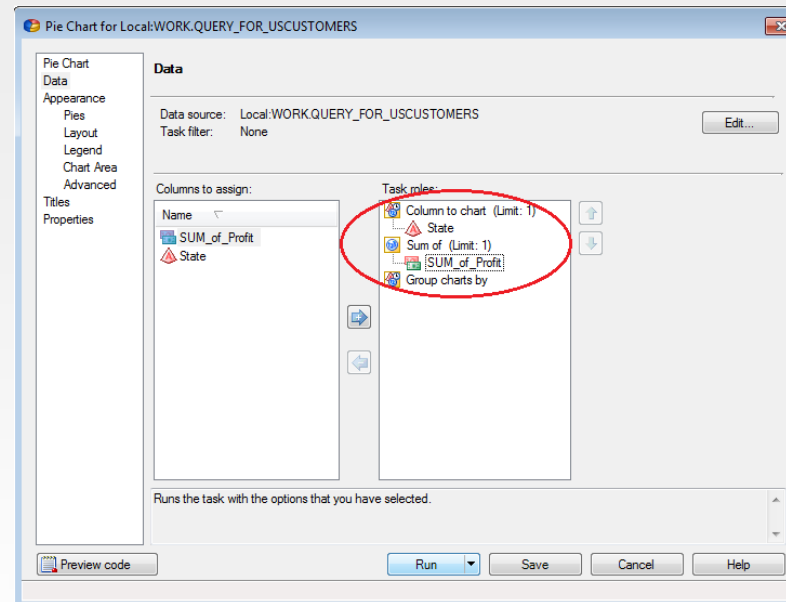 Pie Chart for Local:WORK.QUERY_FOR_USCUSTOMERS
Pie Chart
Data
Appearance
Pies
Layout
Legend
Chart Area
Advanced
Titles
Properties
Data
Data source: Local:WORK.QUERY_FOR_USCUSTOMERS
Task filter: None
Edit...
Columns to assign:
Name
SUM_of_Profit
State
Task roles:
Column to chart (Limit: 1)
State
Sum of (Limit: 1)
SUM_of_Profit
Group charts by
Runs the task with the options that you have selected.
Preview code
Run
Save
Cancel
Help